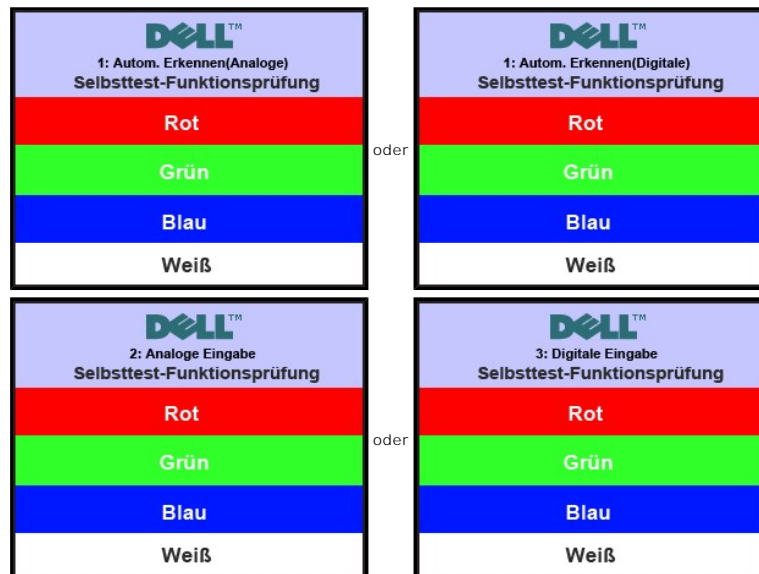 DELL™
1: Autom. Erkennen(Analoge)
Selbsttest-Funktionsprüfung
Rot
Grün
Blau
Weiß
oder
DELL™
1: Autom. Erkennen(Digitale)
Selbsttest-Funktionsprüfung
Rot
Grün
Blau
Weiß
DELL™
2: Analoge Eingabe
Selbsttest-Funktionsprüfung
Rot
Grün
Blau
Weiß
oder
DELL™
3: Digitale Eingabe
Selbsttest-Funktionsprüfung
Rot
Grün
Blau
Weiß